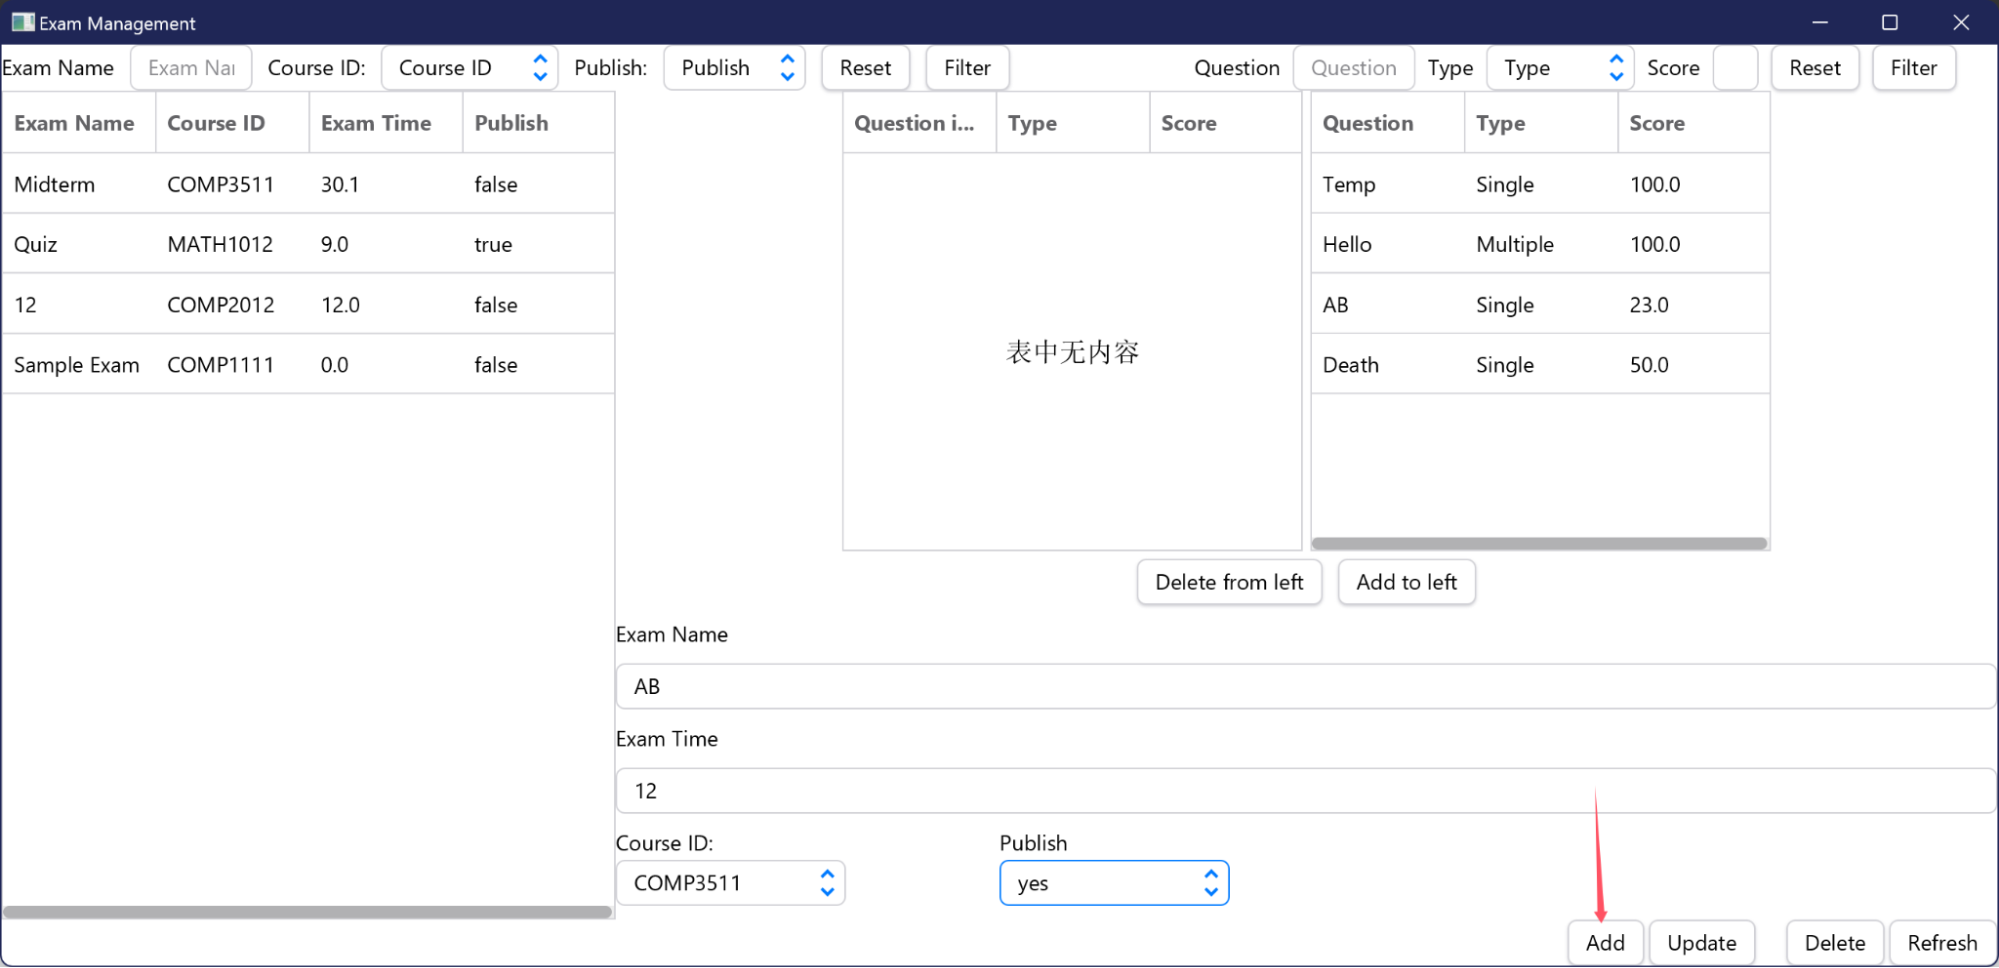 Exam Management
Exam Name Exam Nar Course ID: Course ID Publish: Publish Reset Filter Question Question Type Type Score Reset Filter
Exam Name Course ID Exam Time Publish
Midterm COMP3511 30.1 false
Quiz MATH1012 9.0 true
12 COMP2012 12.0 false
Sample Exam COMP1111 0.0 false
Question i... Type Score
表中无内容
Question Type Score
Temp Single 100.0
Hello Multiple 100.0
AB Single 23.0
Death Single 50.0
Delete from left Add to left
Exam Name
AB
Exam Time
12
Course ID: Publish
COMP3511 yes
Add Update Delete Refresh